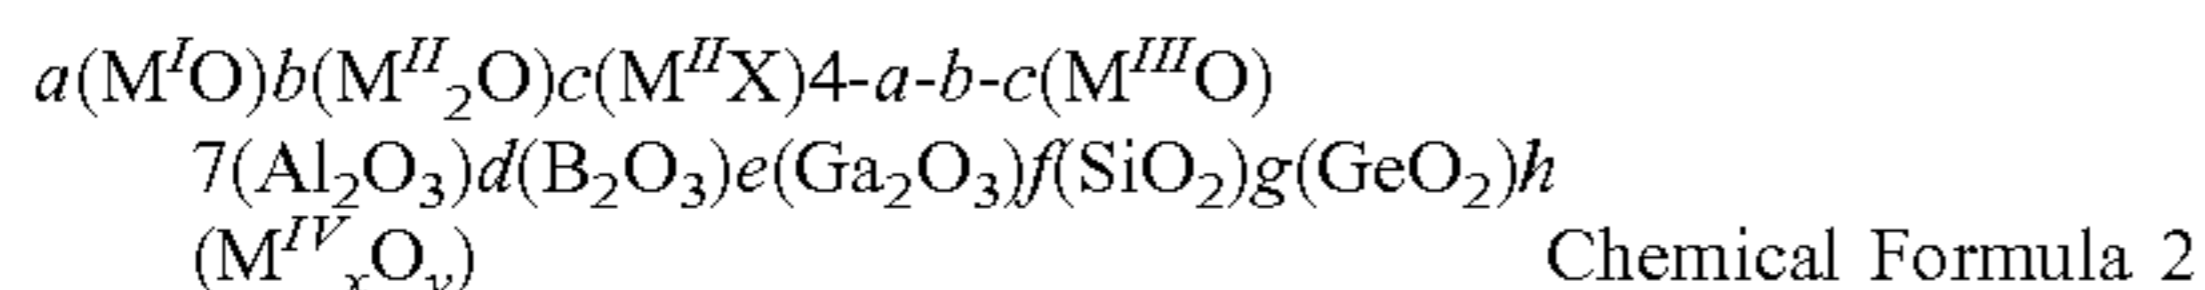 a(M^IO)b(M^II_2O)c(M^IIX)4-a-b-c(M^IIIO)
7(Al_2O_3)d(B_2O_3)e(Ga_2O_3)f(SiO_2)g(GeO_2)h
(M^IV_xO_y) Chemical Formula 2